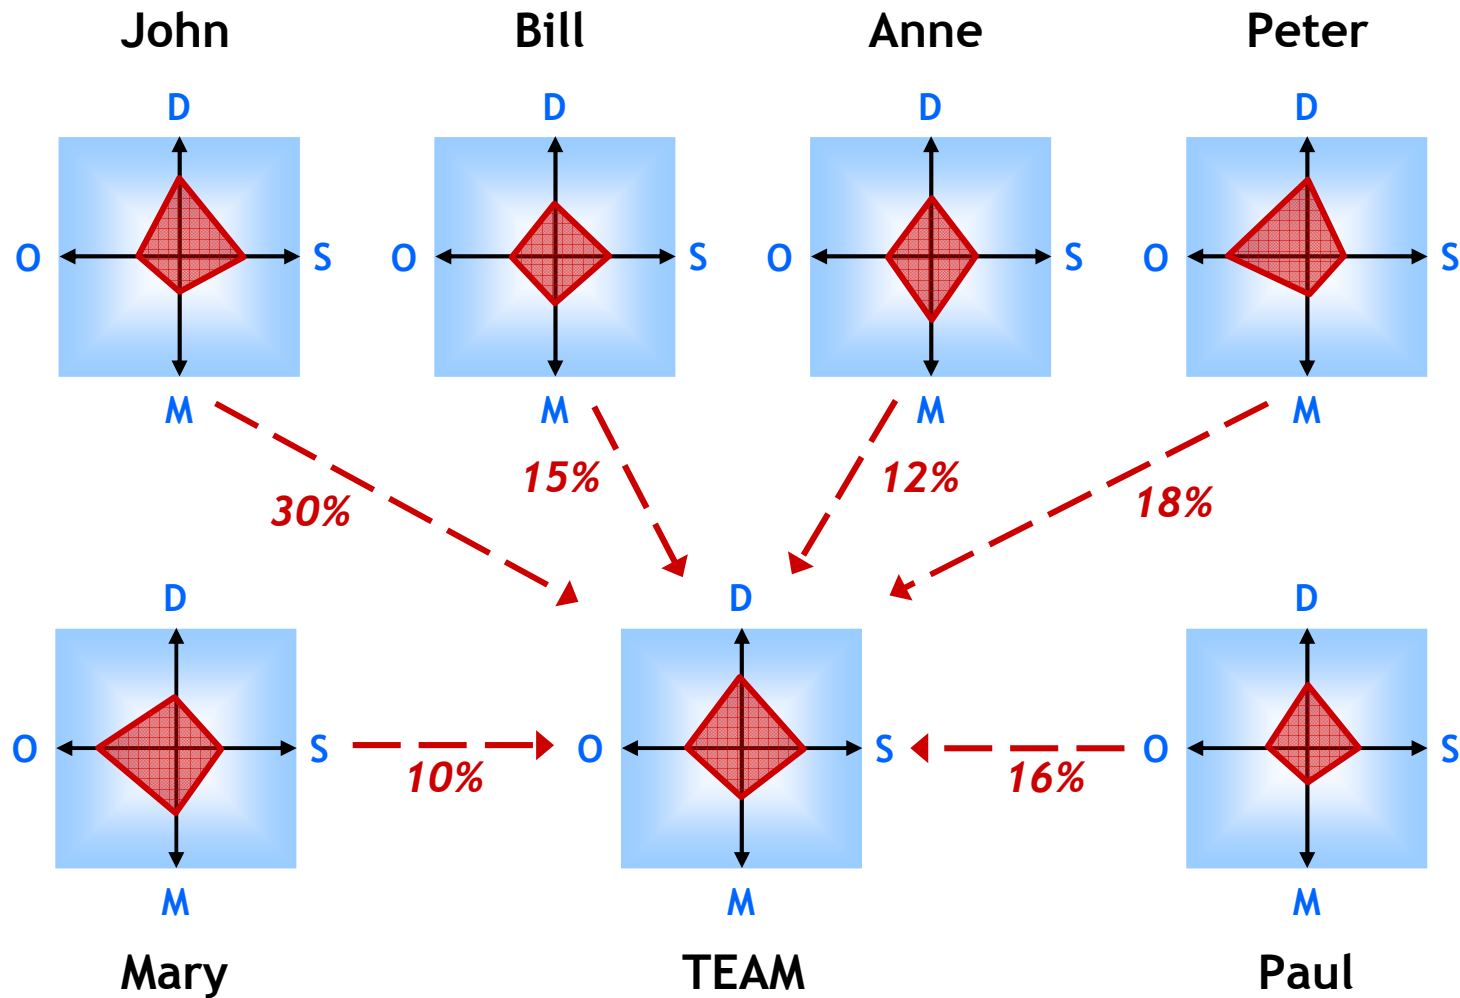 John Bill Anne Peter
D D D D
O S O S O S O S
M M M M
15% 12%
30% 18%
D D D
O S O S O S
10% 16%
M M M
Mary TEAM Paul